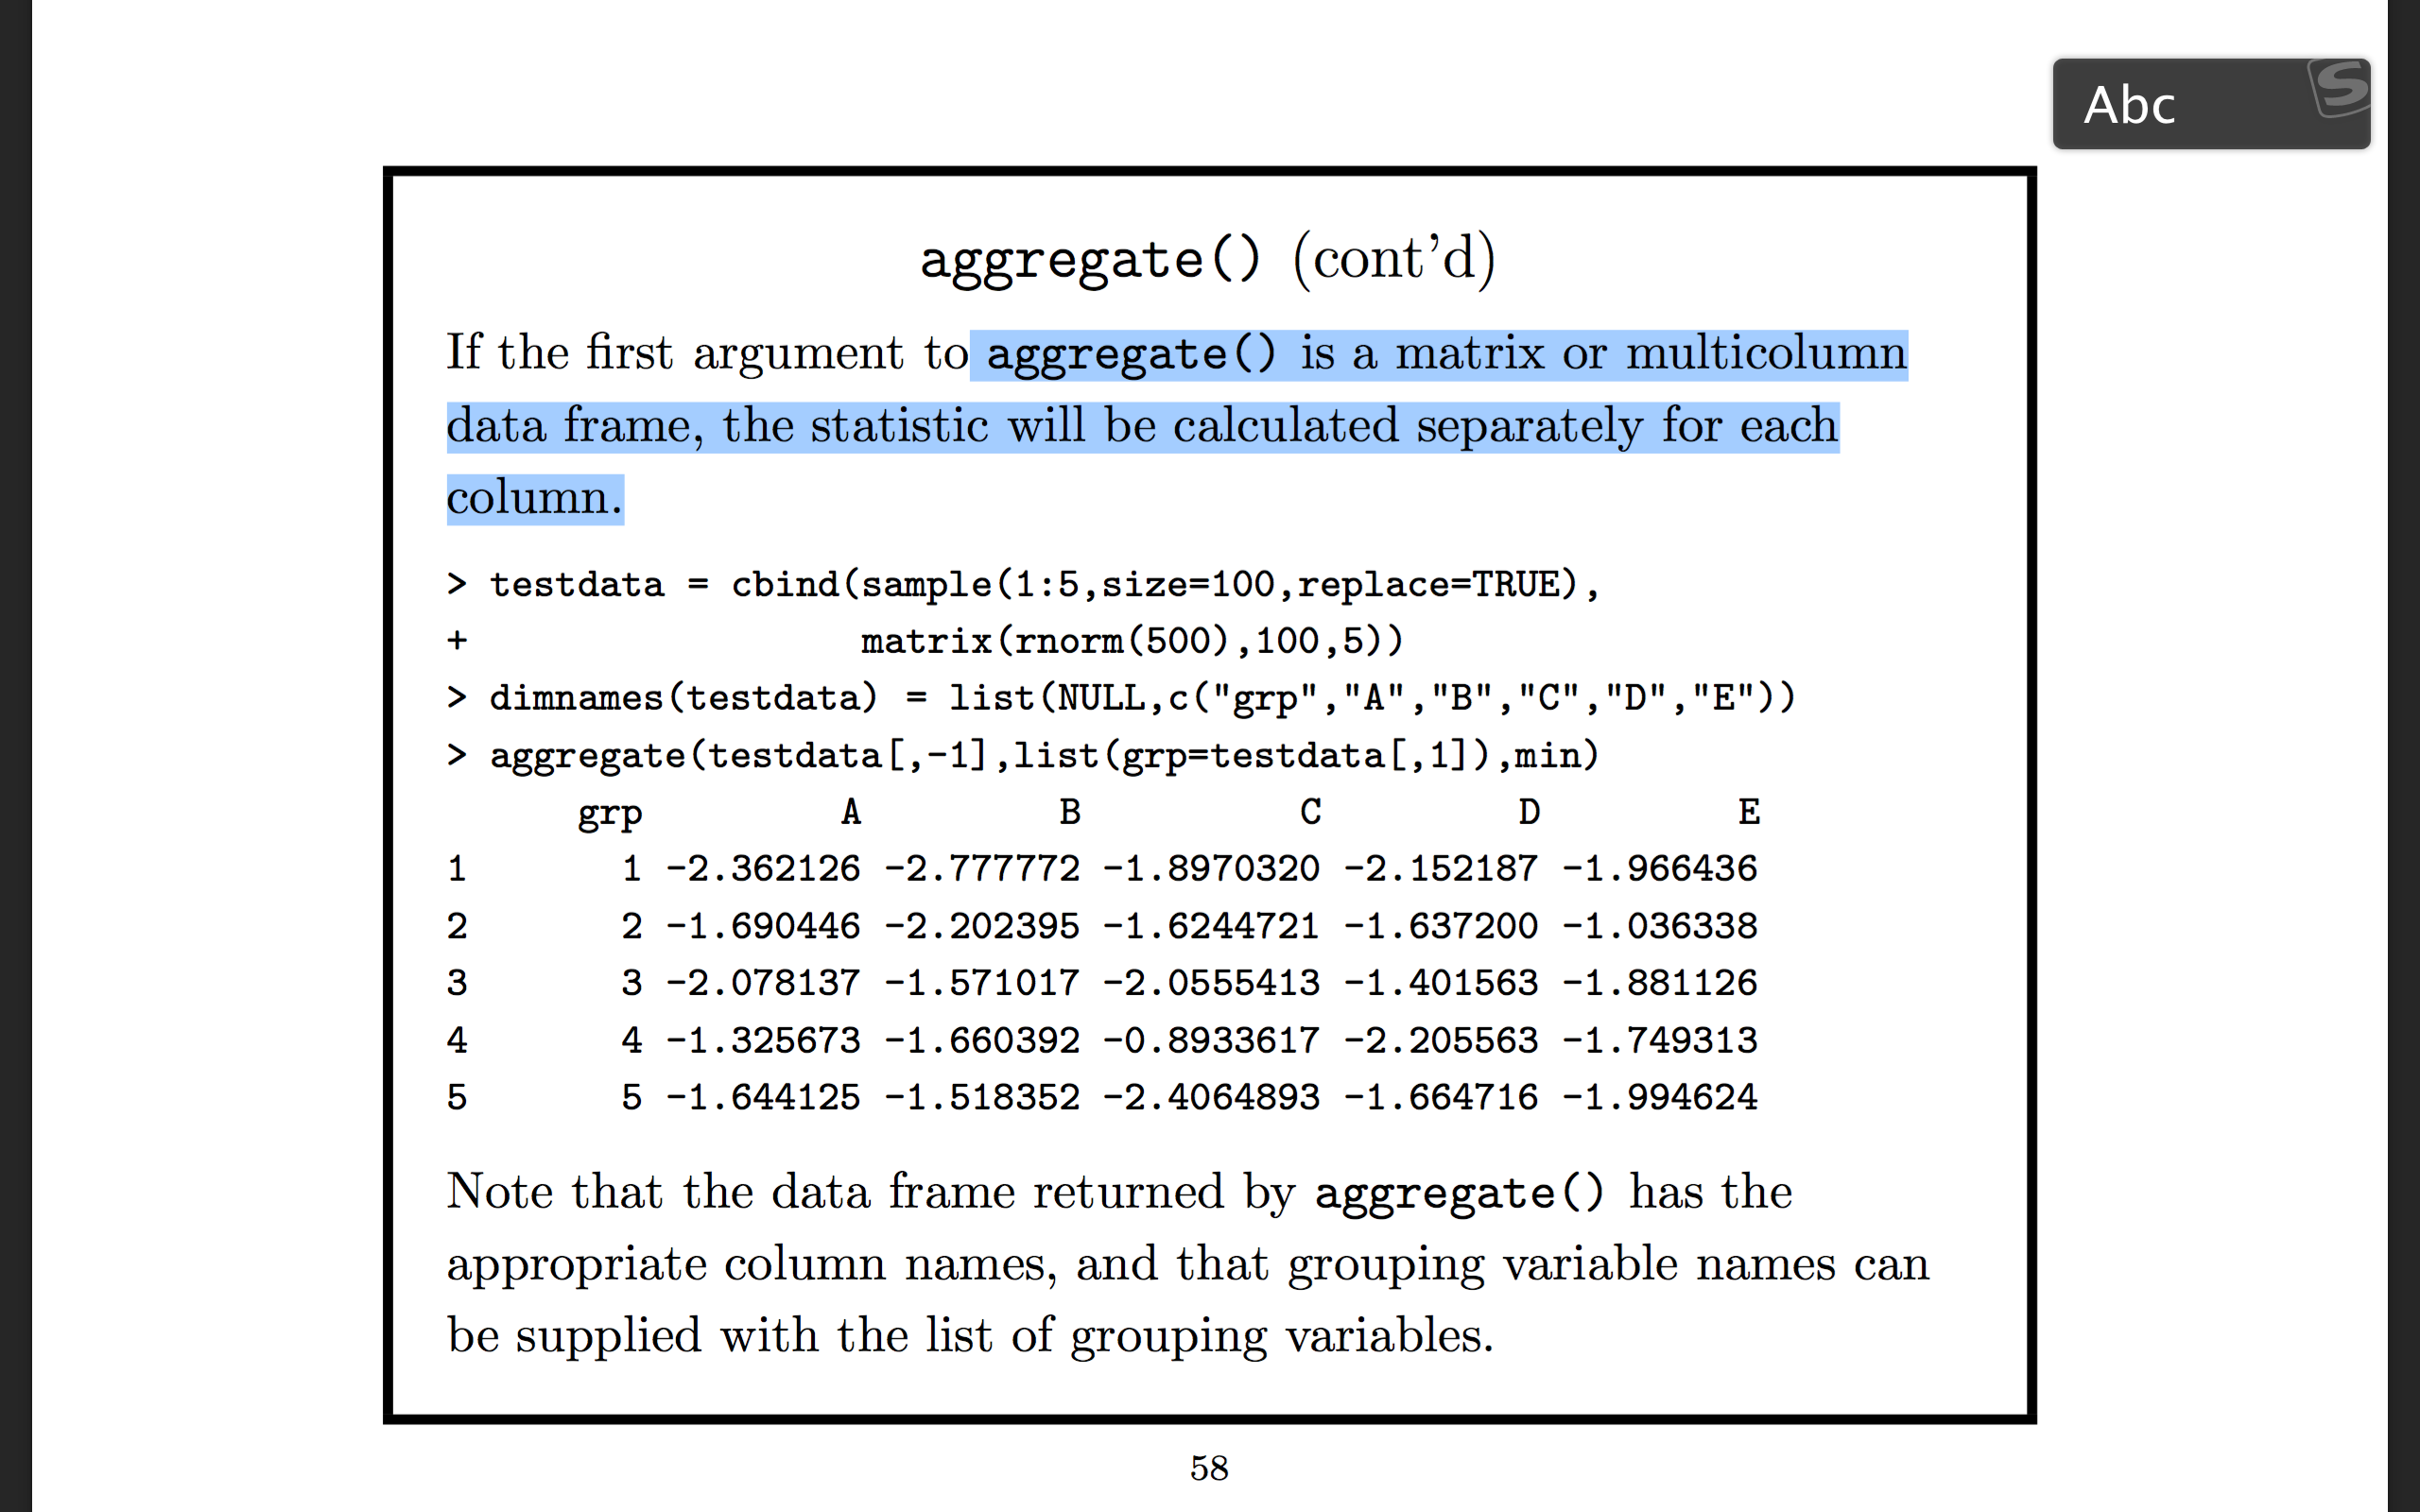 Abc
aggregate() (cont'd)
If the first argument to aggregate() is a matrix or multicolumn
data frame, the statistic will be calculated separately for each
column.
> testdata = cbind(sample(1:5,size=100,replace=TRUE),
+                  matrix(rnorm(500),100,5))
> dimnames(testdata) = list(NULL,c("grp","A","B","C","D","E"))
> aggregate(testdata[,-1],list(grp=testdata[,1]),min)
      grp         A         B          C         D         E
1       1 -2.362126 -2.777772 -1.8970320 -2.152187 -1.966436
2       2 -1.690446 -2.202395 -1.6244721 -1.637200 -1.036338
3       3 -2.078137 -1.571017 -2.0555413 -1.401563 -1.881126
4       4 -1.325673 -1.660392 -0.8933617 -2.205563 -1.749313
5       5 -1.644125 -1.518352 -2.4064893 -1.664716 -1.994624
Note that the data frame returned by aggregate() has the
appropriate column names, and that grouping variable names can
be supplied with the list of grouping variables.
58